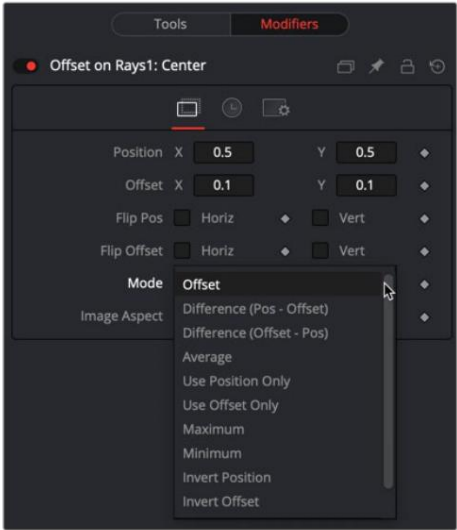 Tools Modifiers
Offset on Rays1: Center
Position X 0.5 Y 0.5
Offset X 0.1 Y 0.1
Flip Pos Horiz Vert
Flip Offset Horiz Vert
Mode Offset
Difference (Pos - Offset)
Image Aspect Difference (Offset - Pos)
Average
Use Position Only
Use Offset Only
Maximum
Minimum
Invert Position
Invert Offset